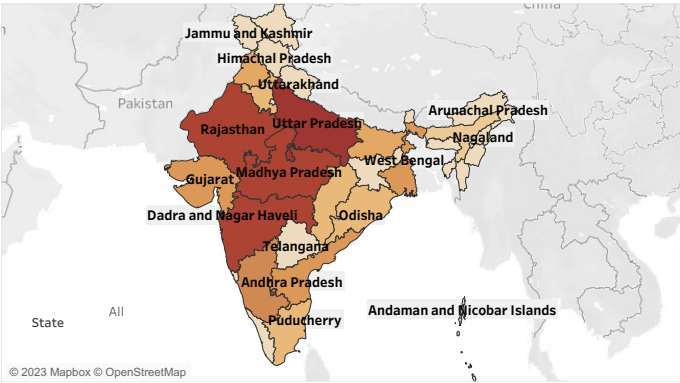 China
Jammu and Kashmir
Himachal Pradesh
Uttarakhand
Pakistan
Arunachal Pradesh
Rajasthan
Uttar Pradesh
Nagaland
West Bengal
Madhya Pradesh
Gujarat
Dadra and Nagar Haveli
Odisha
Telangana
Andhra Pradesh
Andaman and Nicobar Islands
State
All
Puducherry
© 2023 Mapbox © OpenStreetMap